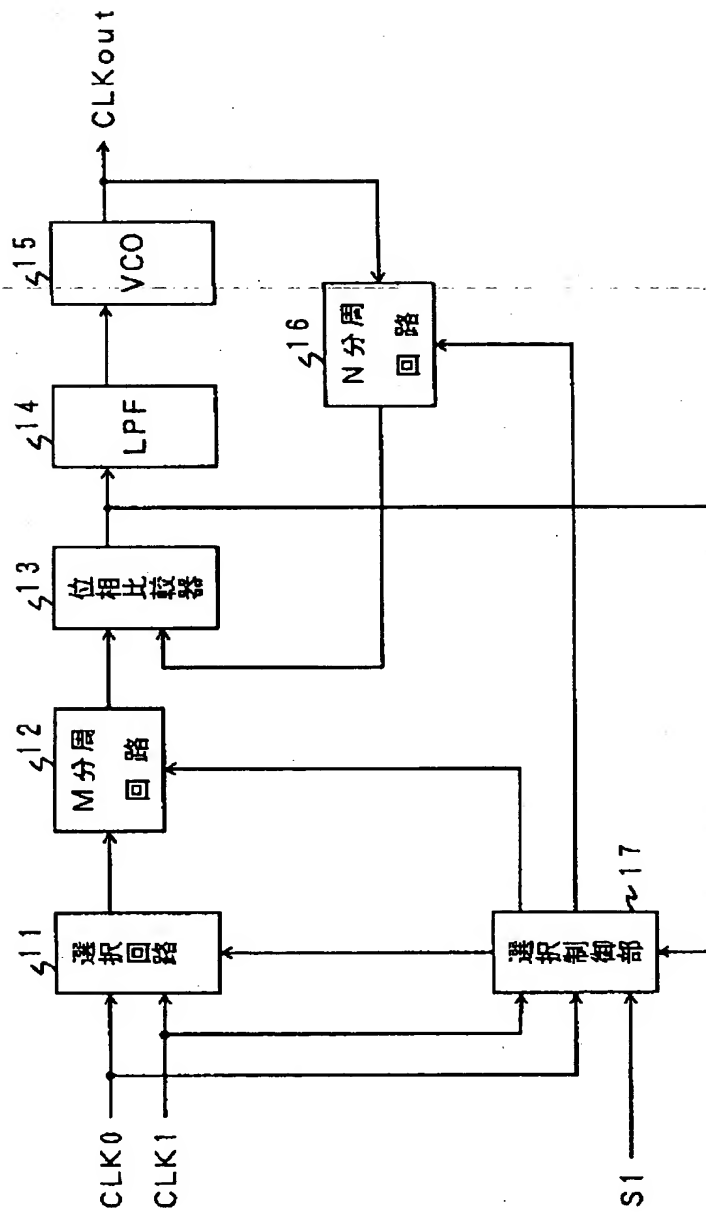 CLK0
CLK1
S1
11
選択回路
12
M分周
回路
13
位相比較器
14
LPF
15
VCO
CLKout
16
N分周
回路
17
選択制御部